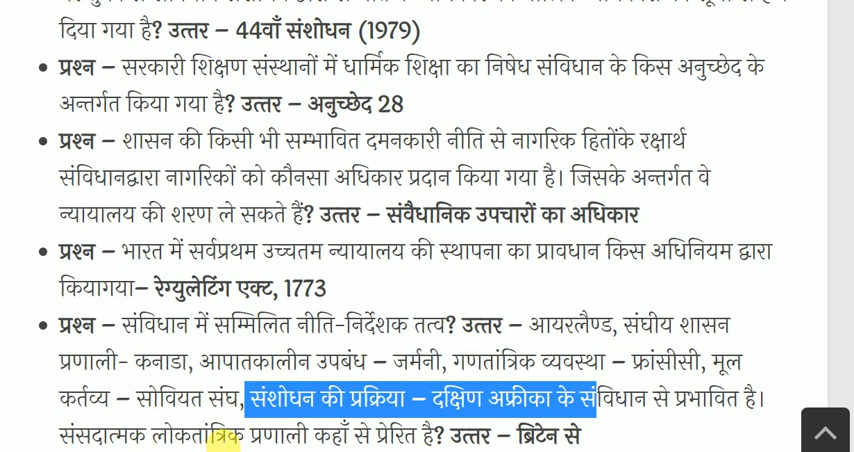 दिया गया है? उत्तर – 44वाँ संशोधन (1979)
प्रश्न – सरकारी शिक्षण संस्थानों में धार्मिक शिक्षा का निषेध संविधान के किस अनुच्छेद के
अन्तर्गत किया गया है? उत्तर – अनुच्छेद 28
प्रश्न – शासन की किसी भी सम्भावित दमनकारी नीति से नागरिक हितोंके रक्षार्थ
संविधानद्वारा नागरिकों को कौनसा अधिकार प्रदान किया गया है। जिसके अन्तर्गत वे
न्यायालय की शरण ले सकते हैं? उत्तर – संवैधानिक उपचारों का अधिकार
प्रश्न – भारत में सर्वप्रथम उच्चतम न्यायालय की स्थापना का प्रावधान किस अधिनियम द्वारा
कियागया– रेग्युलेटिंग एक्ट, 1773
प्रश्न – संविधान में सम्मिलित नीति-निर्देशक तत्व? उत्तर – आयरलैण्ड, संघीय शासन
प्रणाली- कनाडा, आपातकालीन उपबंध – जर्मनी, गणतांत्रिक व्यवस्था – फ्रांसीसी, मूल
कर्तव्य – सोवियत संघ, संशोधन की प्रक्रिया – दक्षिण अफ्रीका के संविधान से प्रभावित है।
संसदात्मक लोकतांत्रिक प्रणाली कहाँ से प्रेरित है? उत्तर – ब्रिटेन से